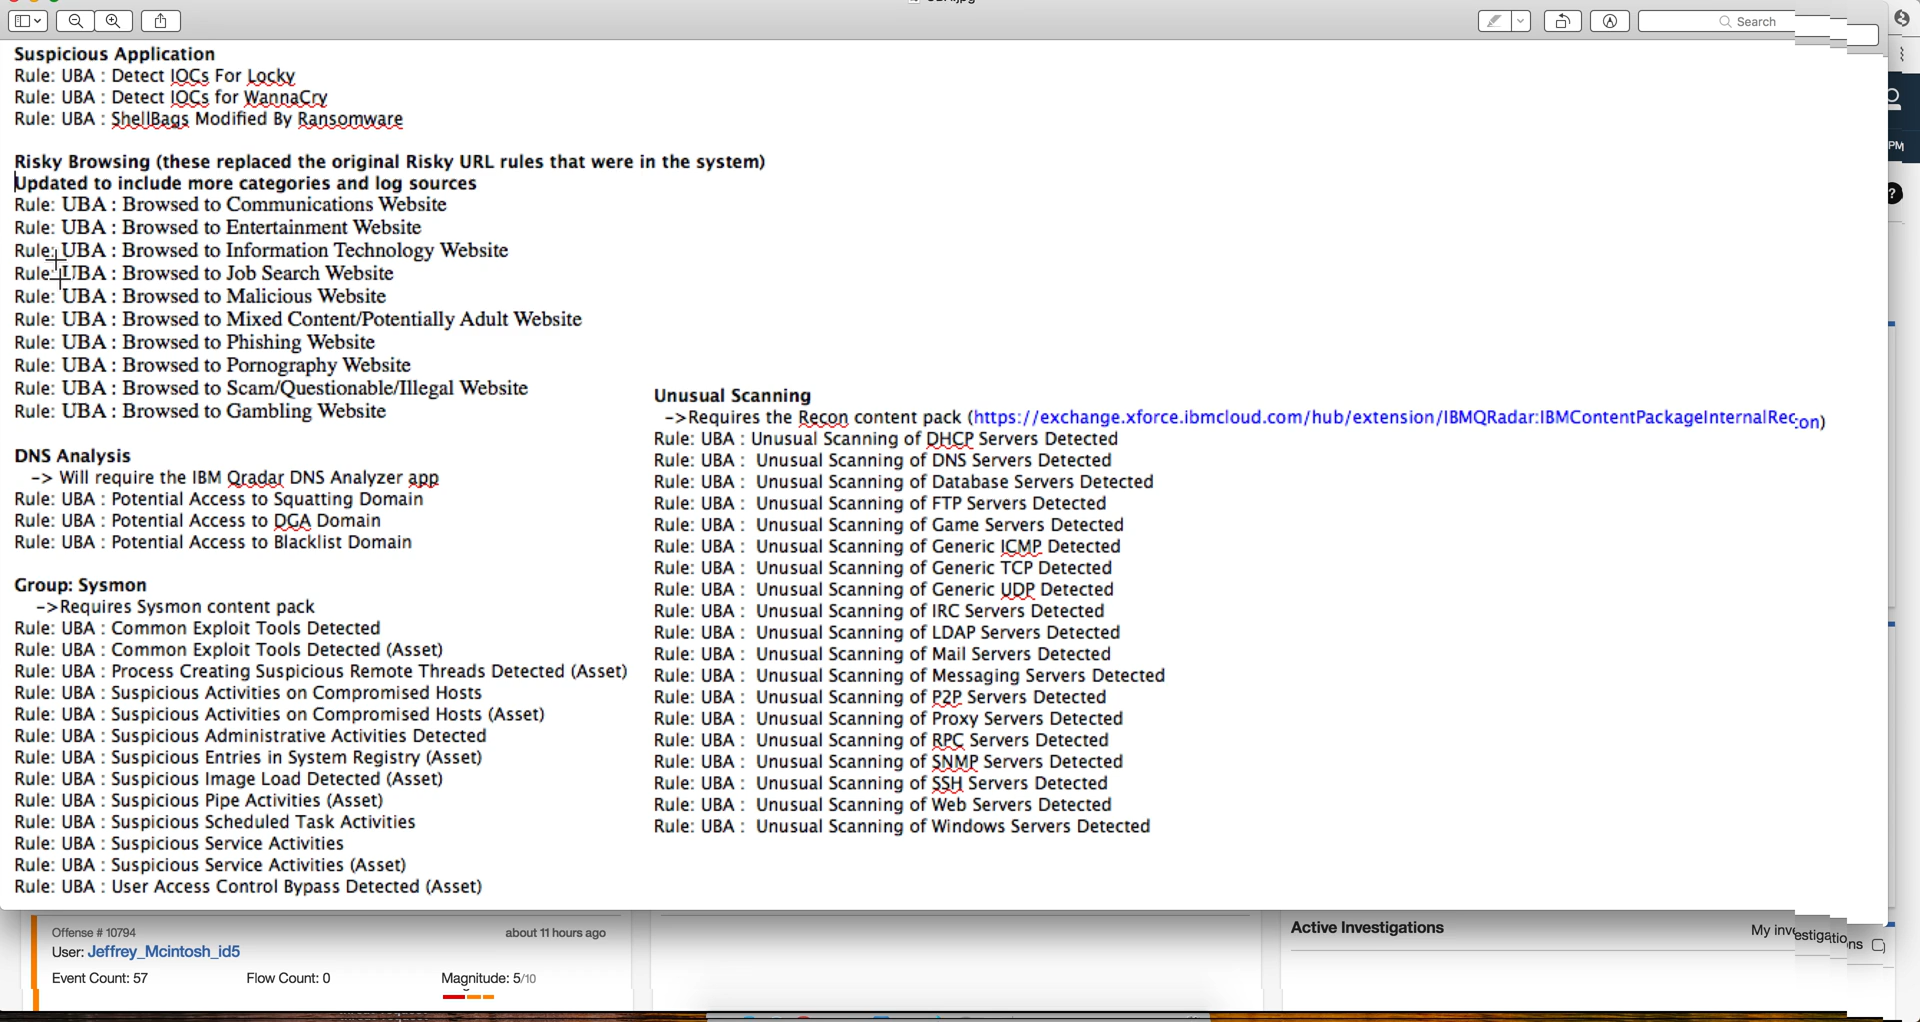 Search
PM
?
Suspicious Application
Rule: UBA : Detect IOCs For Locky
Rule: UBA : Detect IOCs for WannaCry
Rule: UBA : ShellBags Modified By Ransomware
Risky Browsing (these replaced the original Risky URL rules that were in the system)
Updated to include more categories and log sources
Rule: UBA : Browsed to Communications Website
Rule: UBA : Browsed to Entertainment Website
Rule: UBA : Browsed to Information Technology Website
Rule: UBA : Browsed to Job Search Website
Rule: UBA : Browsed to Malicious Website
Rule: UBA : Browsed to Mixed Content/Potentially Adult Website
Rule: UBA : Browsed to Phishing Website
Rule: UBA : Browsed to Pornography Website
Rule: UBA : Browsed to Scam/Questionable/Illegal Website
Rule: UBA : Browsed to Gambling Website
DNS Analysis
-> Will require the IBM Qradar DNS Analyzer app
Rule: UBA : Potential Access to Squatting Domain
Rule: UBA : Potential Access to DGA Domain
Rule: UBA : Potential Access to Blacklist Domain
Group: Sysmon
->Requires Sysmon content pack
Rule: UBA : Common Exploit Tools Detected
Rule: UBA : Common Exploit Tools Detected (Asset)
Rule: UBA : Process Creating Suspicious Remote Threads Detected (Asset)
Rule: UBA : Suspicious Activities on Compromised Hosts
Rule: UBA : Suspicious Activities on Compromised Hosts (Asset)
Rule: UBA : Suspicious Administrative Activities Detected
Rule: UBA : Suspicious Entries in System Registry (Asset)
Rule: UBA : Suspicious Image Load Detected (Asset)
Rule: UBA : Suspicious Pipe Activities (Asset)
Rule: UBA : Suspicious Scheduled Task Activities
Rule: UBA : Suspicious Service Activities
Rule: UBA : Suspicious Service Activities (Asset)
Rule: UBA : User Access Control Bypass Detected (Asset)
Unusual Scanning
->Requires the Recon content pack (https://exchange.xforce.ibmcloud.com/hub/extension/IBMQRadar:IBMContentPackageInternalRecon)
Rule: UBA : Unusual Scanning of DHCP Servers Detected
Rule: UBA : Unusual Scanning of DNS Servers Detected
Rule: UBA : Unusual Scanning of Database Servers Detected
Rule: UBA : Unusual Scanning of FTP Servers Detected
Rule: UBA : Unusual Scanning of Game Servers Detected
Rule: UBA : Unusual Scanning of Generic ICMP Detected
Rule: UBA : Unusual Scanning of Generic TCP Detected
Rule: UBA : Unusual Scanning of Generic UDP Detected
Rule: UBA : Unusual Scanning of IRC Servers Detected
Rule: UBA : Unusual Scanning of LDAP Servers Detected
Rule: UBA : Unusual Scanning of Mail Servers Detected
Rule: UBA : Unusual Scanning of Messaging Servers Detected
Rule: UBA : Unusual Scanning of P2P Servers Detected
Rule: UBA : Unusual Scanning of Proxy Servers Detected
Rule: UBA : Unusual Scanning of RPC Servers Detected
Rule: UBA : Unusual Scanning of SNMP Servers Detected
Rule: UBA : Unusual Scanning of SSH Servers Detected
Rule: UBA : Unusual Scanning of Web Servers Detected
Rule: UBA : Unusual Scanning of Windows Servers Detected
Offense # 10794 about 11 hours ago
User: Jeffrey_Mcintosh_id5
Event Count: 57 Flow Count: 0 Magnitude: 5/10
Active Investigations My investigations